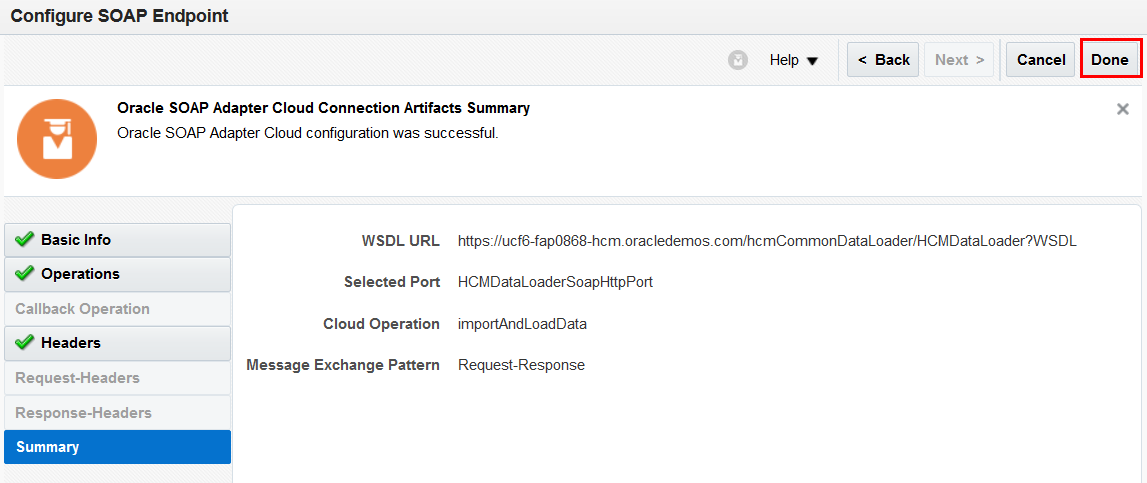 Configure SOAP Endpoint
Help
< Back
Next >
Cancel
Done
Oracle SOAP Adapter Cloud Connection Artifacts Summary
Oracle SOAP Adapter Cloud configuration was successful.
Basic Info
Operations
Callback Operation
Headers
Request-Headers
Response-Headers
Summary
WSDL URL https://ucf6-fap0868-hcm.oracledemos.com/hcmCommonDataLoader/HCMDataLoader?WSDL
Selected Port HCMDataLoaderSoapHttpPort
Cloud Operation importAndLoadData
Message Exchange Pattern Request-Response